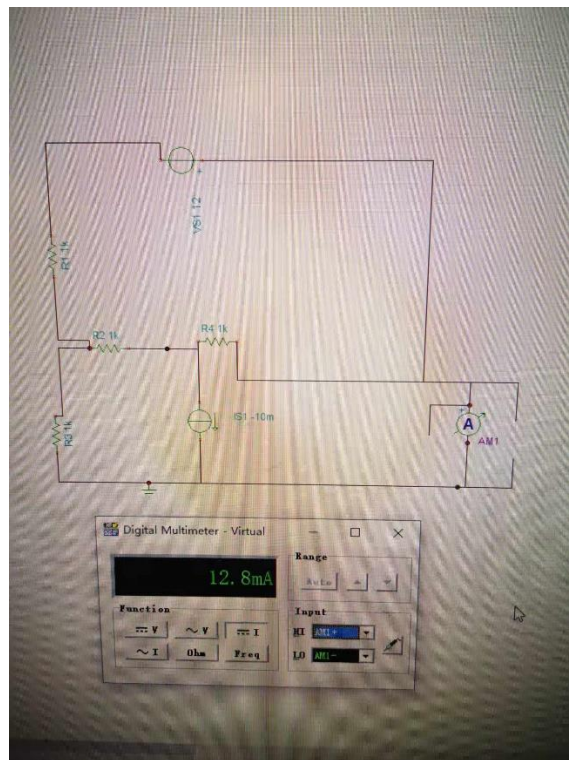 VS1 12
R1 1k
R4 1k
R2 1k
IS1 -10m
R3 1k
A
AM1
Digital Multimeter - Virtual
Range
12.8mA
Auto
Function
Input
V
~ V
I
HI AM1+
~ I
Ohm
Freq
LO AM1-